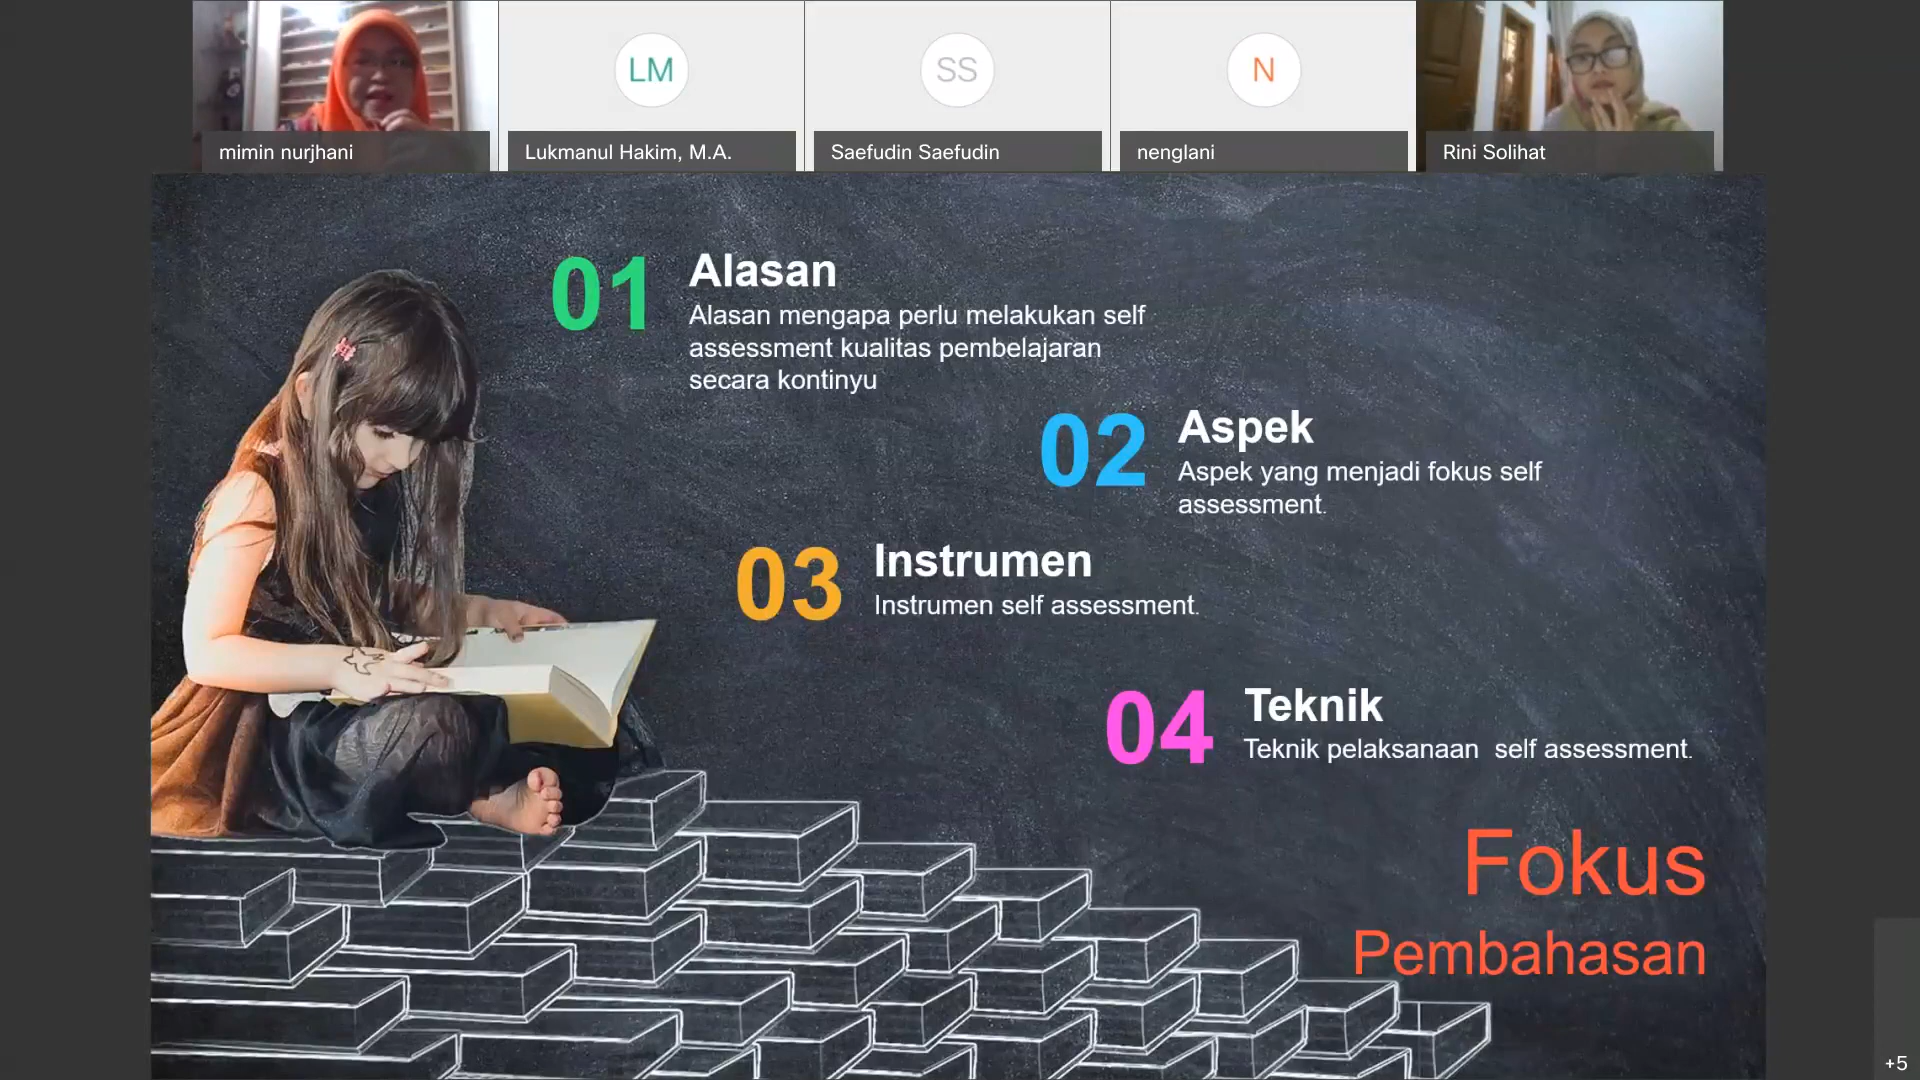 LM
SS
N
mimin nurjhani
Lukmanul Hakim, M.A.
Saefudin Saefudin
nenglani
Rini Solihat
01
Alasan
Alasan mengapa perlu melakukan self
assessment kualitas pembelajaran
secara kontinyu
02
Aspek
Aspek yang menjadi fokus self
assessment.
03
Instrumen
Instrumen self assessment.
04
Teknik
Teknik pelaksanaan  self assessment.
Fokus
Pembahasan
+5